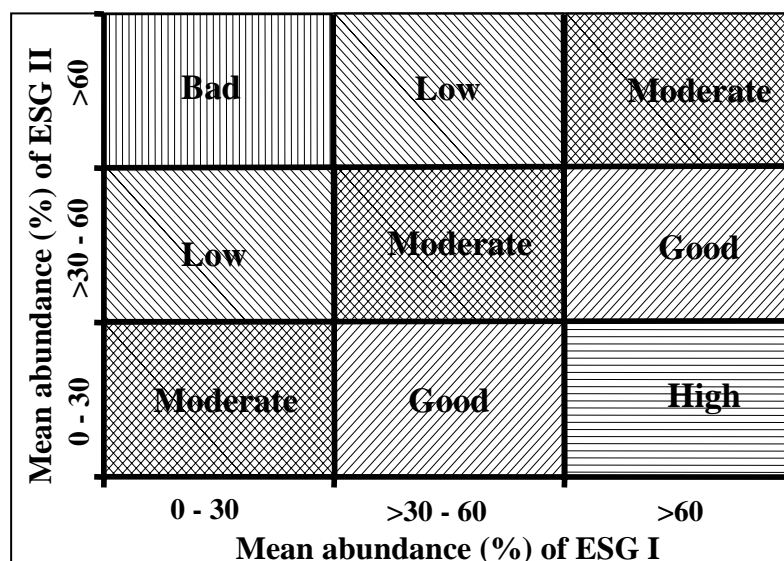 Mean abundance (%) of ESG II
>60
Bad
Low
Moderate
>30 - 60
Low
Moderate
Good
0 - 30
Moderate
Good
High
0 - 30
>30 - 60
>60
Mean abundance (%) of ESG I